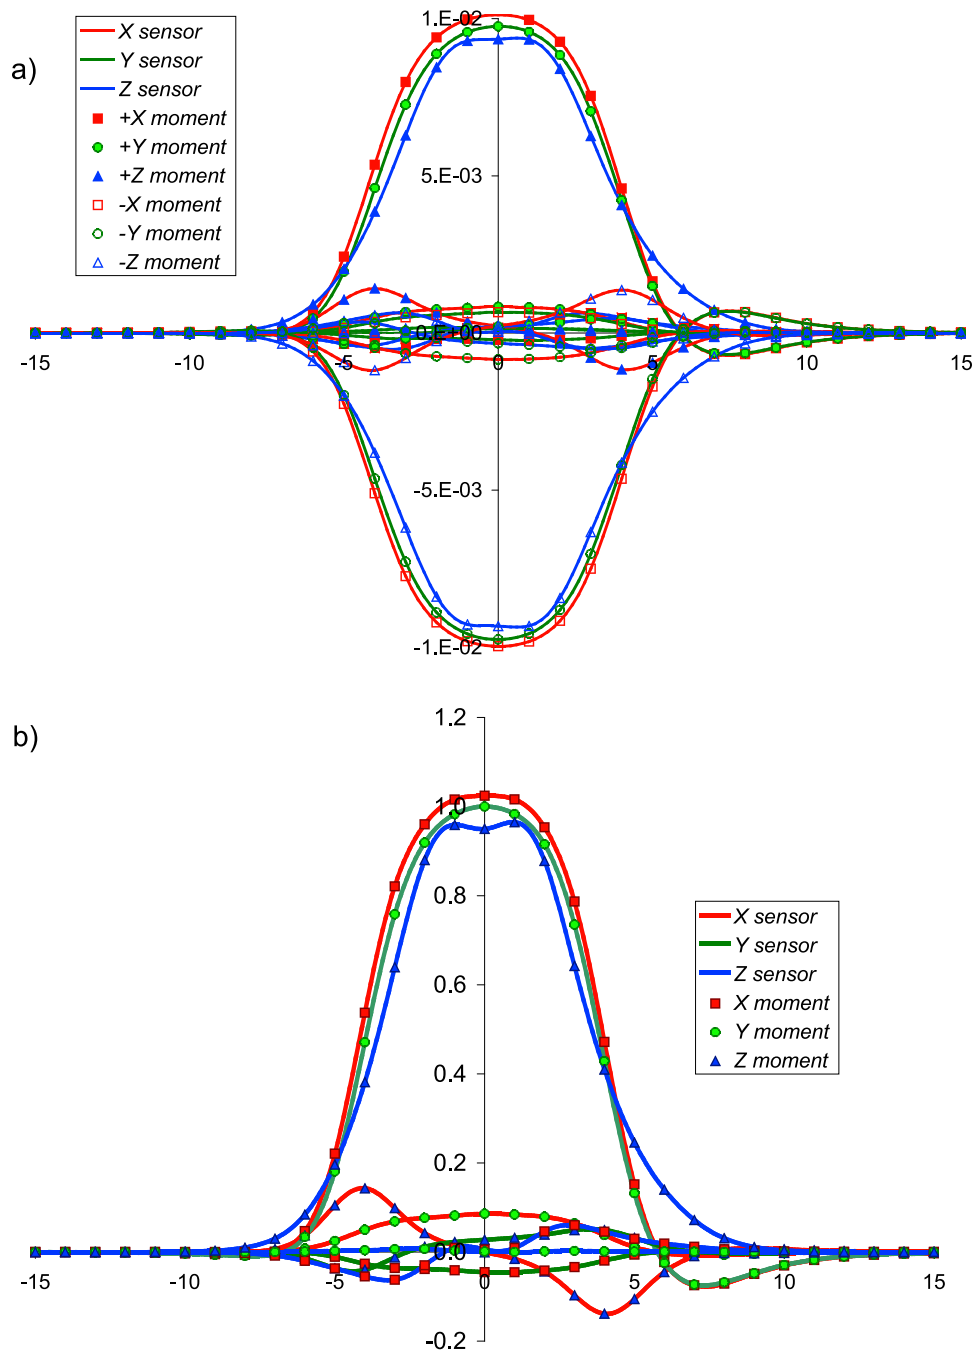 a)
X sensor
Y sensor
Z sensor
+X moment
+Y moment
+Z moment
-X moment
-Y moment
-Z moment
1.E-02
5.E-03
0.E+00
-5.E-03
-1.E-02
-15 -10 -5 0 5 10 15
b)
1.2
1.0
0.8
0.6
0.4
0.2
0.0
-0.2
-15 -10 -5 0 5 10 15
X sensor
Y sensor
Z sensor
X moment
Y moment
Z moment